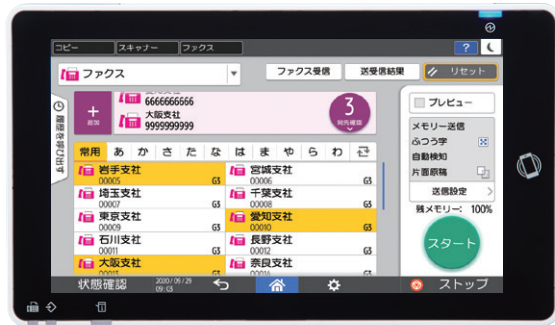 コピー スキャナー ファクス
?
ファクス ファクス受信 送受信結果 リセット
履歴を呼び出す
追加
6666666666
大阪支社
9999999999
3
宛先確認
プレビュー
メモリー送信
ふつう字
自動検知
片面原稿
送信設定
残メモリー: 100%
スタート
常用 あ か さ た な は ま や ら わ
岩手支社
00005 G3
宮城支社
00006 G3
埼玉支社
00007 G3
千葉支社
00008 G3
東京支社
00009 G3
愛知支社
00010 G3
石川支社
00011 G3
長野支社
00012 G3
大阪支社
00013 G3
奈良支社
00014 G3
状態確認 2020/09/29
09:03
ストップ